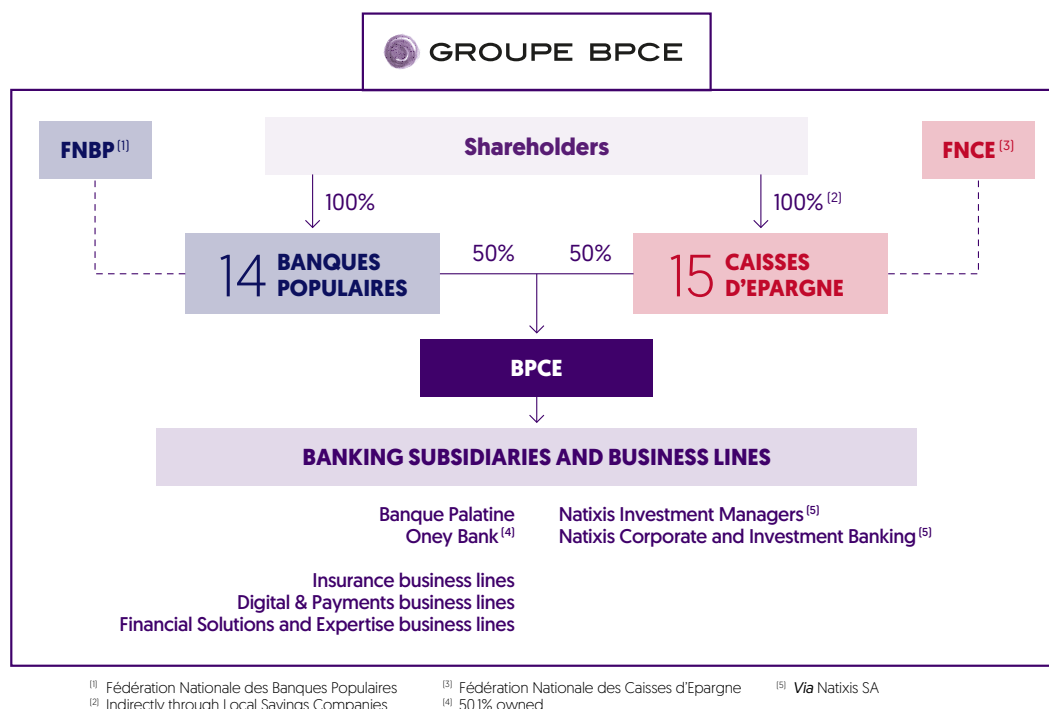 GROUPE BPCE
FNBP (1)
Shareholders
FNCE (3)
100%
100% (2)
14 BANQUES
POPULAIRES
50%
50%
15 CAISSES
D'EPARGNE
BPCE
BANKING SUBSIDIARIES AND BUSINESS LINES
Banque Palatine
Oney Bank (4)
Natixis Investment Managers (5)
Natixis Corporate and Investment Banking (5)
Insurance business lines
Digital & Payments business lines
Financial Solutions and Expertise business lines
(1) Fédération Nationale des Banques Populaires
(2) Indirectly through Local Savings Companies
(3) Fédération Nationale des Caisses d'Epargne
(4) 50.1% owned
(5) Via Natixis SA